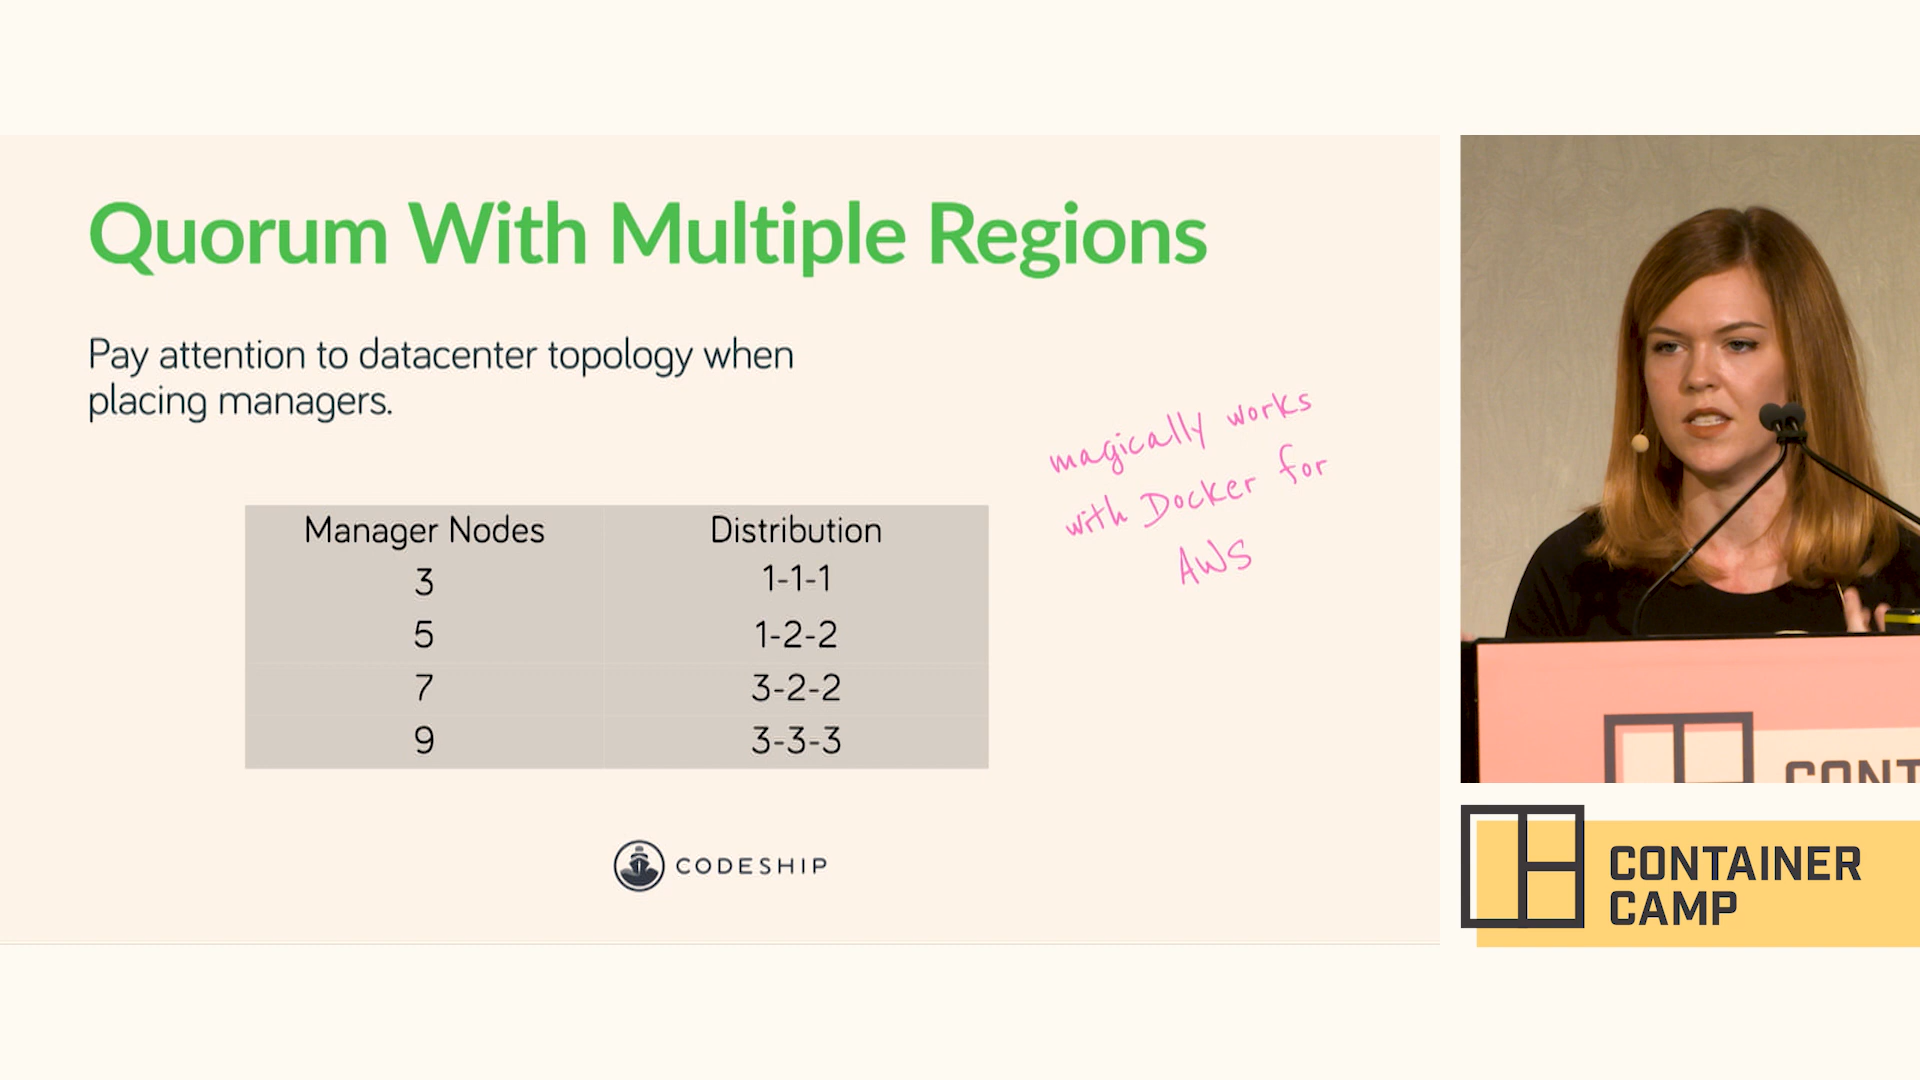 Quorum With Multiple Regions
Pay attention to datacenter topology when
placing managers.
magically works
with Docker for
AWS
Manager Nodes Distribution
3 1-1-1
5 1-2-2
7 3-2-2
9 3-3-3
CODESHIP
CONT
CONTAINER
CAMP